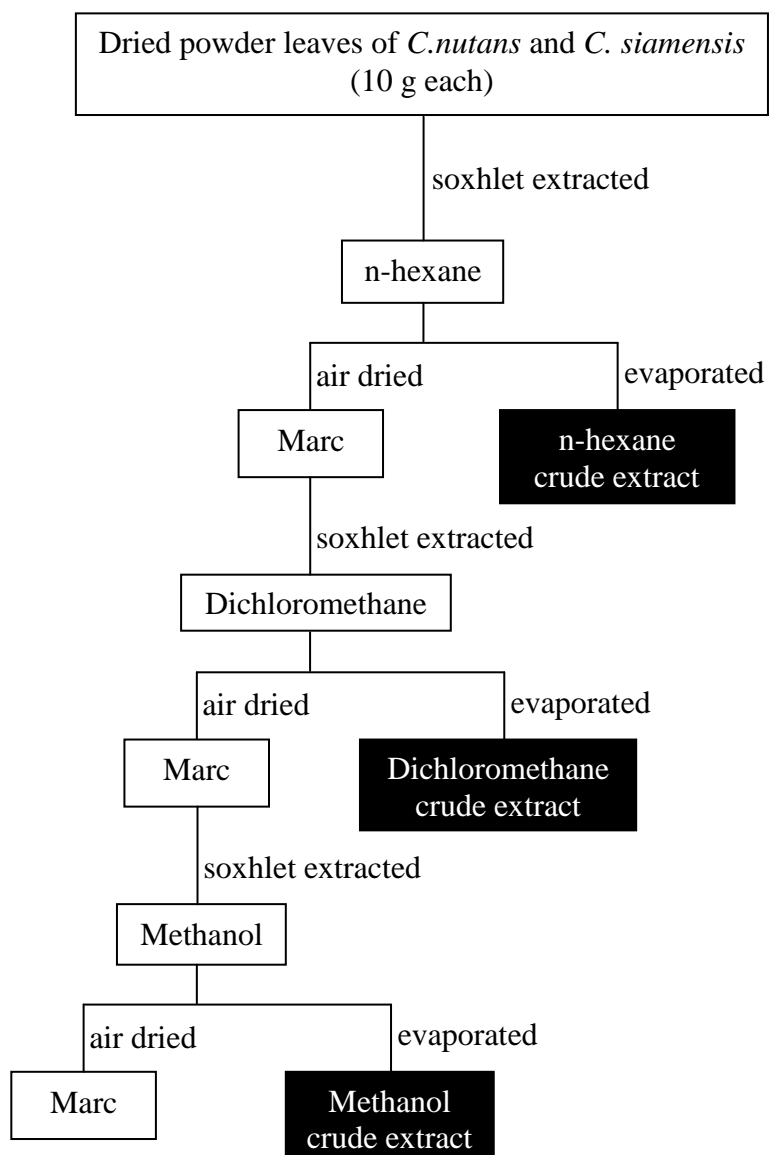 Dried powder leaves of C.nutans and C. siamensis
(10 g each)
soxhlet extracted
n-hexane
air dried
evaporated
Marc
n-hexane
crude extract
soxhlet extracted
Dichloromethane
air dried
evaporated
Marc
Dichloromethane
crude extract
soxhlet extracted
Methanol
air dried
evaporated
Marc
Methanol
crude extract